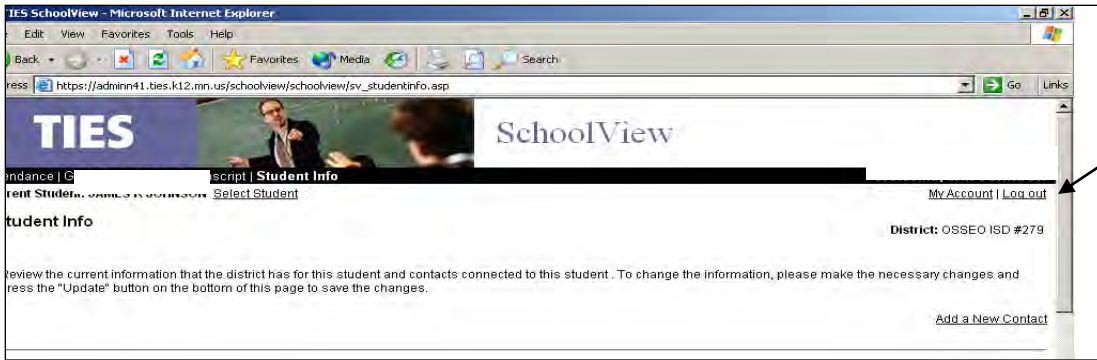 TIES SchoolView - Microsoft Internet Explorer
Edit View Favorites Tools Help
Back Favorites Media Search
ress https://adminn41.ties.k12.mn.us/schoolview/schoolview/sv_studentinfo.asp Go Links
TIES SchoolView
endance | G script | Student Info
rent Student: JAMES R JOHNSON Select Student My Account | Log out
tudent Info
District: OSSEO ISD #279
Review the current information that the district has for this student and contacts connected to this student . To change the information, please make the necessary changes and
ress the "Update" button on the bottom of this page to save the changes.
Add a New Contact